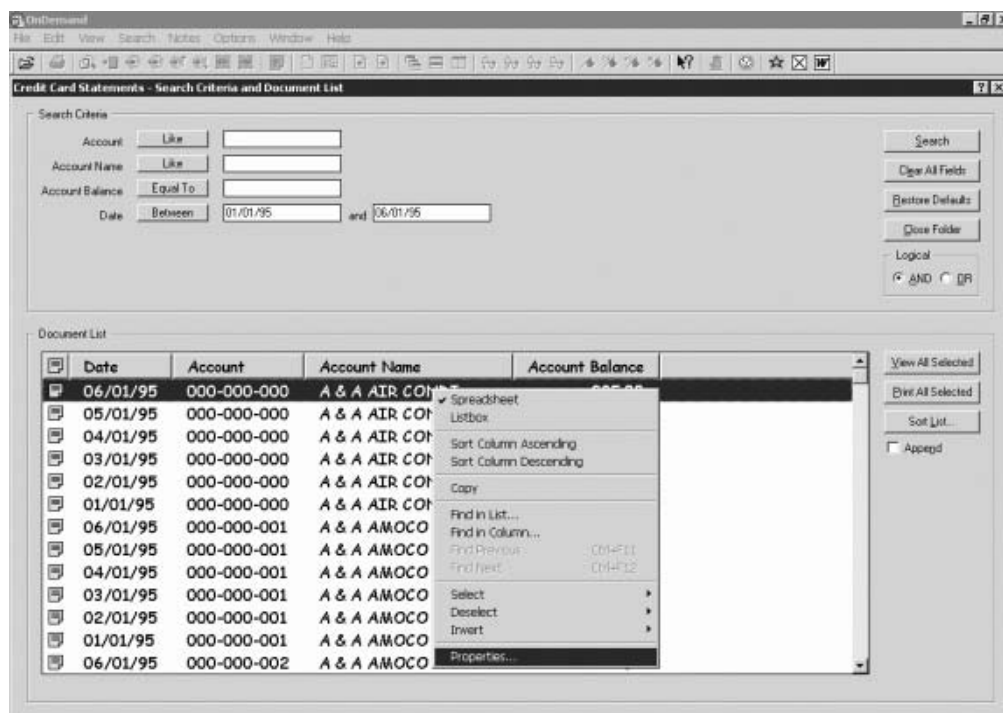 OnDemand
File Edit View Search Notes Options Window Help
Credit Card Statements - Search Criteria and Document List
Search Criteria
Account Like
Account Name Like
Account Balance Equal To
Date Between 01/01/95 and 06/01/95
Search
Clear All Fields
Restore Defaults
Close Folder
Logical
AND OR
Document List
Date Account Account Name Account Balance
06/01/95 000-000-000 A & A AIR CONDI
05/01/95 000-000-000 A & A AIR CON
04/01/95 000-000-000 A & A AIR CON
03/01/95 000-000-000 A & A AIR CON
02/01/95 000-000-000 A & A AIR CON
01/01/95 000-000-000 A & A AIR CON
06/01/95 000-000-001 A & A AMOCO
05/01/95 000-000-001 A & A AMOCO
04/01/95 000-000-001 A & A AMOCO
03/01/95 000-000-001 A & A AMOCO
02/01/95 000-000-001 A & A AMOCO
01/01/95 000-000-001 A & A AMOCO
06/01/95 000-000-002 A & A AMOCO
Spreadsheet
Listbox
Sort Column Ascending
Sort Column Descending
Copy
Find in List...
Find in Column...
Find Previous Ctrl+F11
Find Next Ctrl+F12
Select
Deselect
Invert
Properties...
View All Selected
Print All Selected
Sort List...
Append